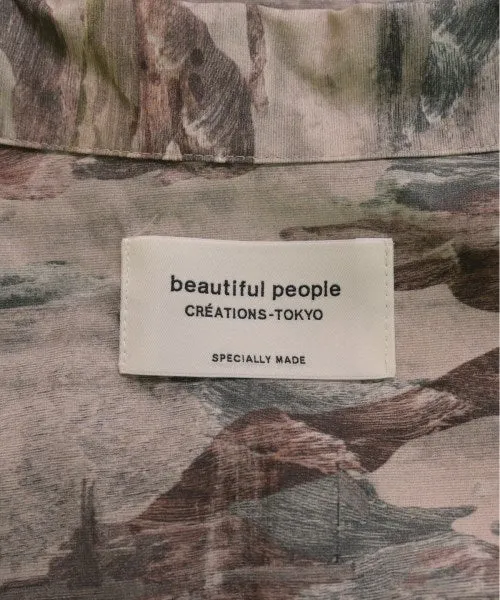 beautiful people
CRÉATIONS-TOKYO
SPECIALLY MADE